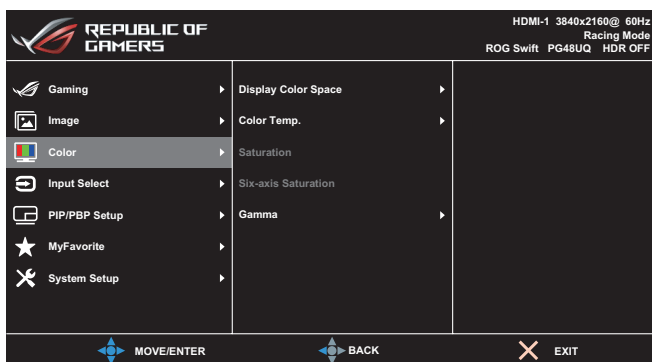 REPUBLIC OF
GAMERS
HDMI-1 3840x2160@ 60Hz
Racing Mode
ROG Swift PG48UQ HDR OFF
Gaming
Image
Color
Input Select
PIP/PBP Setup
MyFavorite
System Setup
Display Color Space
Color Temp.
Saturation
Six-axis Saturation
Gamma
MOVE/ENTER
BACK
EXIT